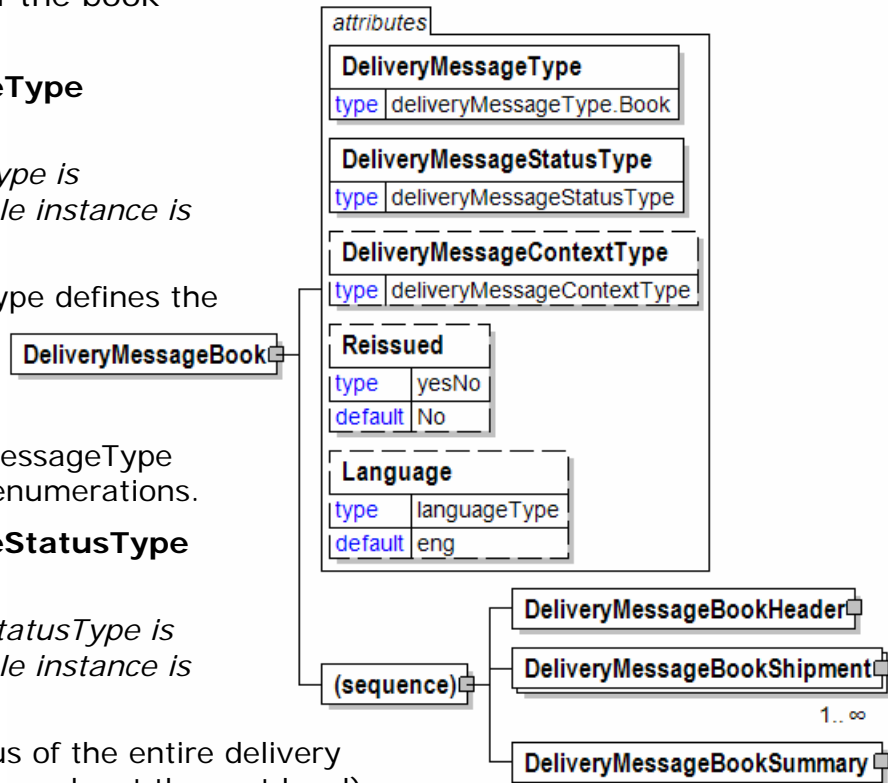 the book
eType
ype is
le instance is
ype defines the
essageType
enumerations.
eStatusType
tatusType is
le instance is
us of the entire delivery
attributes
DeliveryMessageType
type deliveryMessageType.Book
DeliveryMessageStatusType
type deliveryMessageStatusType
DeliveryMessageContextType
type deliveryMessageContextType
Reissued
type yesNo
default No
Language
type languageType
default eng
DeliveryMessageBook
(sequence)
DeliveryMessageBookHeader
DeliveryMessageBookShipment
1.. ∞
DeliveryMessageBookSummary